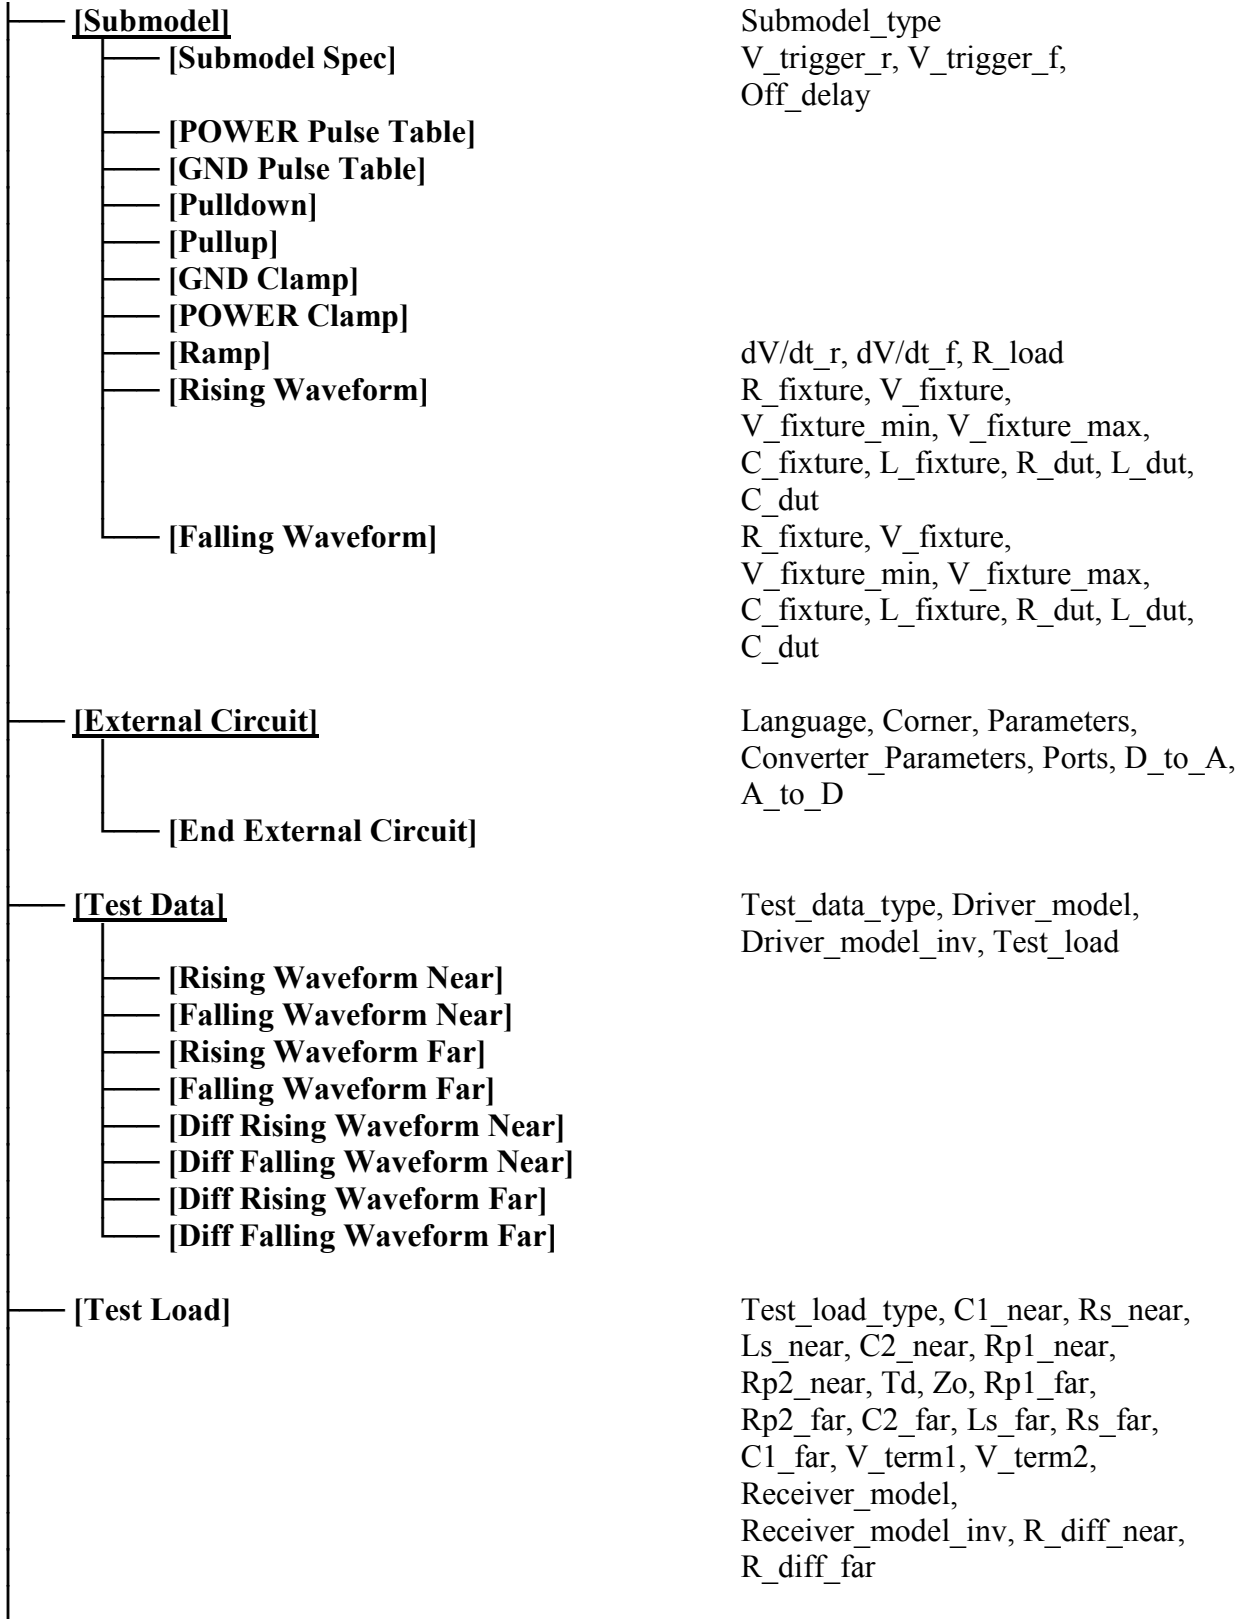 [Submodel] Submodel_type
[Submodel Spec] V_trigger_r, V_trigger_f,
Off_delay
[POWER Pulse Table]
[GND Pulse Table]
[Pulldown]
[Pullup]
[GND Clamp]
[POWER Clamp]
[Ramp] dV/dt_r, dV/dt_f, R_load
[Rising Waveform] R_fixture, V_fixture,
V_fixture_min, V_fixture_max,
C_fixture, L_fixture, R_dut, L_dut,
C_dut
[Falling Waveform] R_fixture, V_fixture,
V_fixture_min, V_fixture_max,
C_fixture, L_fixture, R_dut, L_dut,
C_dut
[External Circuit] Language, Corner, Parameters,
Converter_Parameters, Ports, D_to_A,
A_to_D
[End External Circuit]
[Test Data] Test_data_type, Driver_model,
Driver_model_inv, Test_load
[Rising Waveform Near]
[Falling Waveform Near]
[Rising Waveform Far]
[Falling Waveform Far]
[Diff Rising Waveform Near]
[Diff Falling Waveform Near]
[Diff Rising Waveform Far]
[Diff Falling Waveform Far]
[Test Load] Test_load_type, C1_near, Rs_near,
Ls_near, C2_near, Rp1_near,
Rp2_near, Td, Zo, Rp1_far,
Rp2_far, C2_far, Ls_far, Rs_far,
C1_far, V_term1, V_term2,
Receiver_model,
Receiver_model_inv, R_diff_near,
R_diff_far